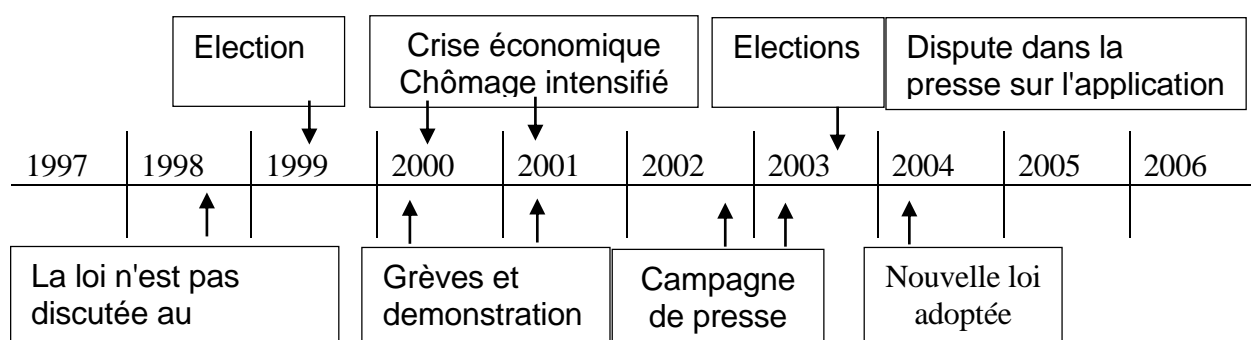 Election
Crise économique
Chômage intensifié
Elections
Dispute dans la
presse sur l'application
1997 1998 1999 2000 2001 2002 2003 2004 2005 2006
La loi n'est pas
discutée au
Grèves et
demonstration
Campagne
de presse
Nouvelle loi
adoptée